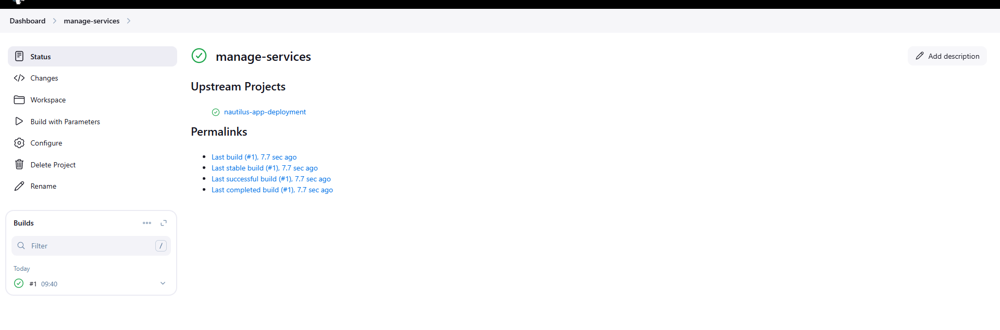 Dashboard
manage-services
Status
Changes
Workspace
Build with Parameters
Configure
Delete Project
Rename
Builds
Filter
/
Today
#1 09:40
manage-services
Add description
Upstream Projects
nautilus-app-deployment
Permalinks
Last build (#1), 7.7 sec ago
Last stable build (#1), 7.7 sec ago
Last successful build (#1), 7.7 sec ago
Last completed build (#1), 7.7 sec ago